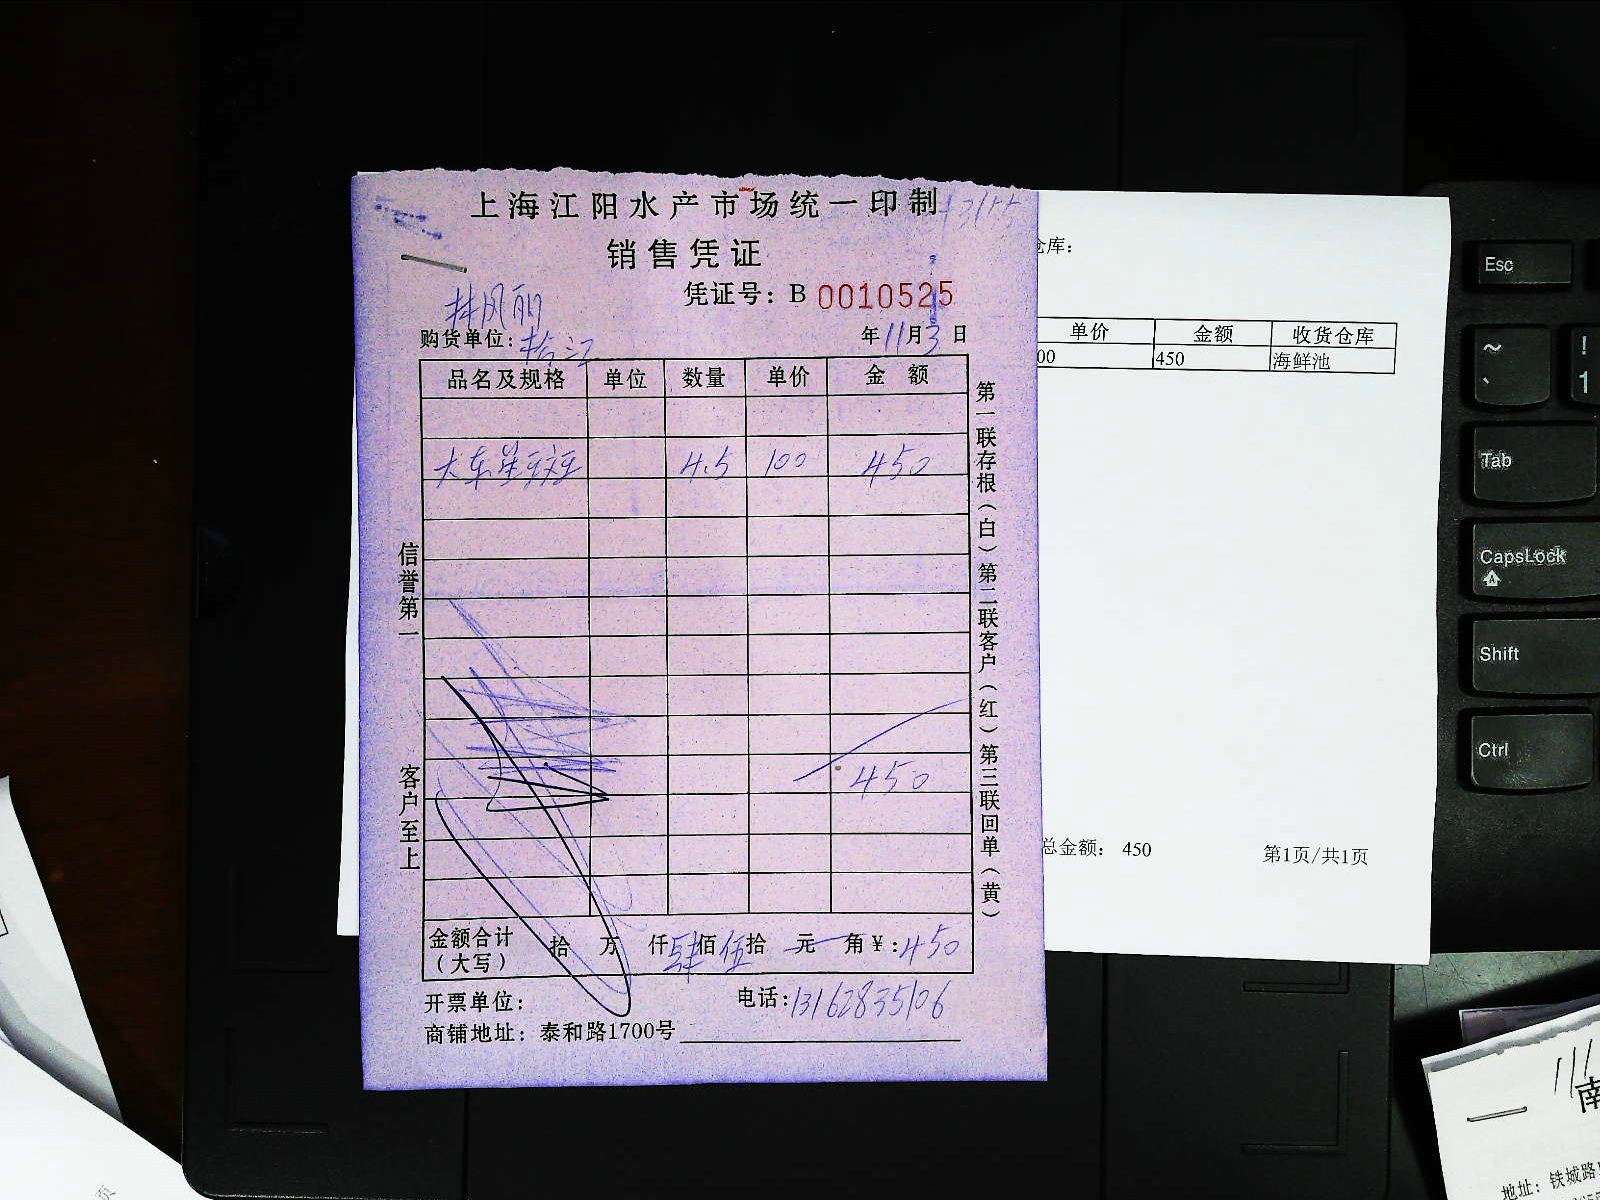 上海江阳水产市场统一印制
销售凭证
凭证号：B 0010525
林凤丽
购货单位：
年11月3日
品名及规格 单位 数量 单价 金 额
大东星 4.5 100 450
450
金额合计（大写） 拾 万 仟肆佰伍拾 元 角￥：450
开票单位： 电话：13162835106
商铺地址：泰和路1700号
信誉第一 客户至上
第一联存根（白）第二联客户（红）第三联回单（黄）
仓库：
单价 金额 收货仓库
00 450 海鲜池
总金额： 450 第1页/共1页
Esc
~
、
!
1
Tab
CapsLock
A
Shift
Ctrl
南
地址：铁城路
页